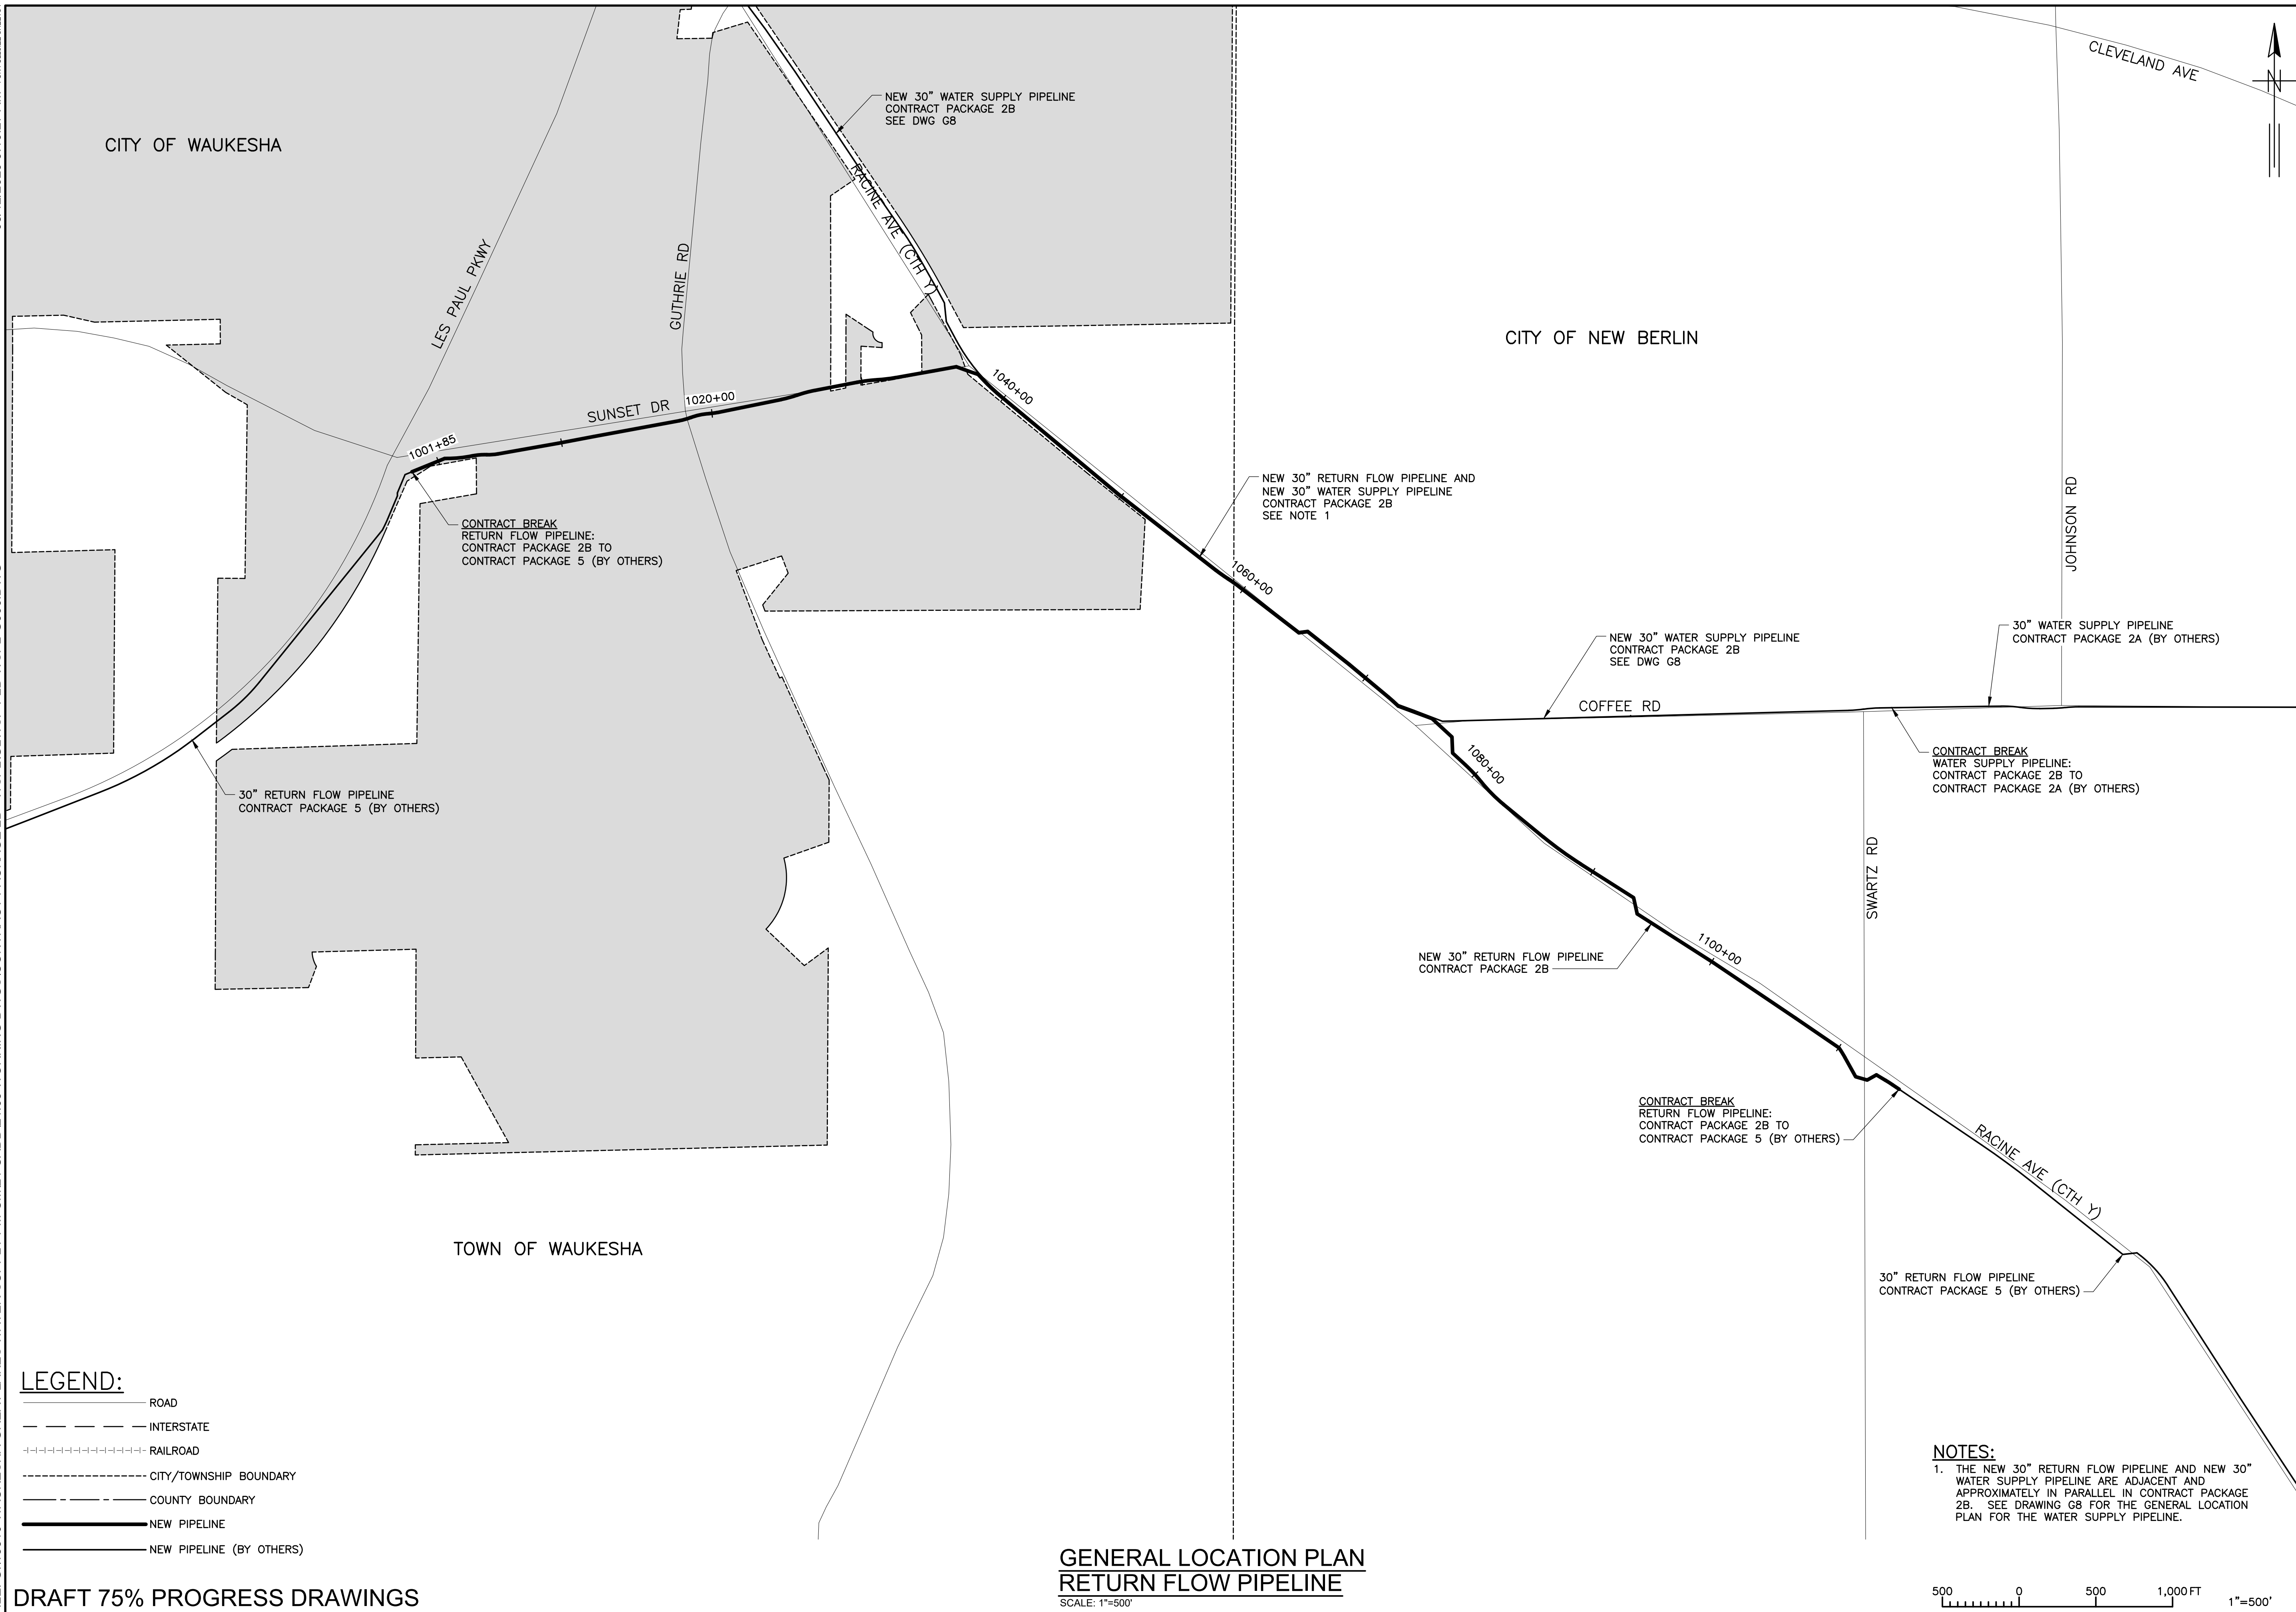 CLEVELAND AVE
N
NEW 30" WATER SUPPLY PIPELINE
CONTRACT PACKAGE 2B
SEE DWG G8
CITY OF WAUKESHA
RACINE AVE (CTH Y)
LES PAUL PKWY
GUTHRIE RD
CITY OF NEW BERLIN
1040+00
1020+00
SUNSET DR
1001+85
NEW 30" RETURN FLOW PIPELINE AND
NEW 30" WATER SUPPLY PIPELINE
CONTRACT PACKAGE 2B
SEE NOTE 1
JOHNSON RD
CONTRACT BREAK
RETURN FLOW PIPELINE:
CONTRACT PACKAGE 2B TO
CONTRACT PACKAGE 5 (BY OTHERS)
1060+00
30" WATER SUPPLY PIPELINE
CONTRACT PACKAGE 2A (BY OTHERS)
NEW 30" WATER SUPPLY PIPELINE
CONTRACT PACKAGE 2B
SEE DWG G8
COFFEE RD
CONTRACT BREAK
WATER SUPPLY PIPELINE:
CONTRACT PACKAGE 2B TO
CONTRACT PACKAGE 2A (BY OTHERS)
1080+00
30" RETURN FLOW PIPELINE
CONTRACT PACKAGE 5 (BY OTHERS)
SWARTZ RD
1100+00
NEW 30" RETURN FLOW PIPELINE
CONTRACT PACKAGE 2B
CONTRACT BREAK
RETURN FLOW PIPELINE:
CONTRACT PACKAGE 2B TO
CONTRACT PACKAGE 5 (BY OTHERS)
RACINE AVE (CTH Y)
TOWN OF WAUKESHA
30" RETURN FLOW PIPELINE
CONTRACT PACKAGE 5 (BY OTHERS)
LEGEND:
ROAD
INTERSTATE
RAILROAD
CITY/TOWNSHIP BOUNDARY
COUNTY BOUNDARY
NEW PIPELINE
NEW PIPELINE (BY OTHERS)
NOTES:
1. THE NEW 30" RETURN FLOW PIPELINE AND NEW 30"
WATER SUPPLY PIPELINE ARE ADJACENT AND
APPROXIMATELY IN PARALLEL IN CONTRACT PACKAGE
2B. SEE DRAWING G8 FOR THE GENERAL LOCATION
PLAN FOR THE WATER SUPPLY PIPELINE.
GENERAL LOCATION PLAN
RETURN FLOW PIPELINE
SCALE: 1"=500'
DRAFT 75% PROGRESS DRAWINGS
500 0 500 1,000 FT 1"=500'